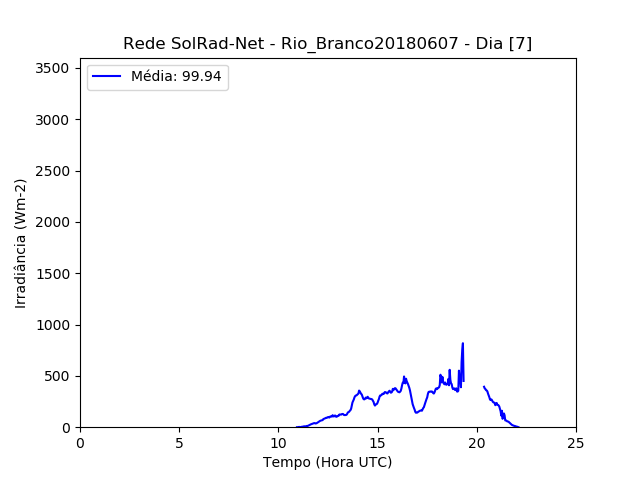 Rede SolRad-Net - Rio_Branco20180607 - Dia [7]
Média: 99.94
3500
3000
2500
2000
1500
1000
500
0
Irradiância (Wm-2)
0 5 10 15 20 25
Tempo (Hora UTC)